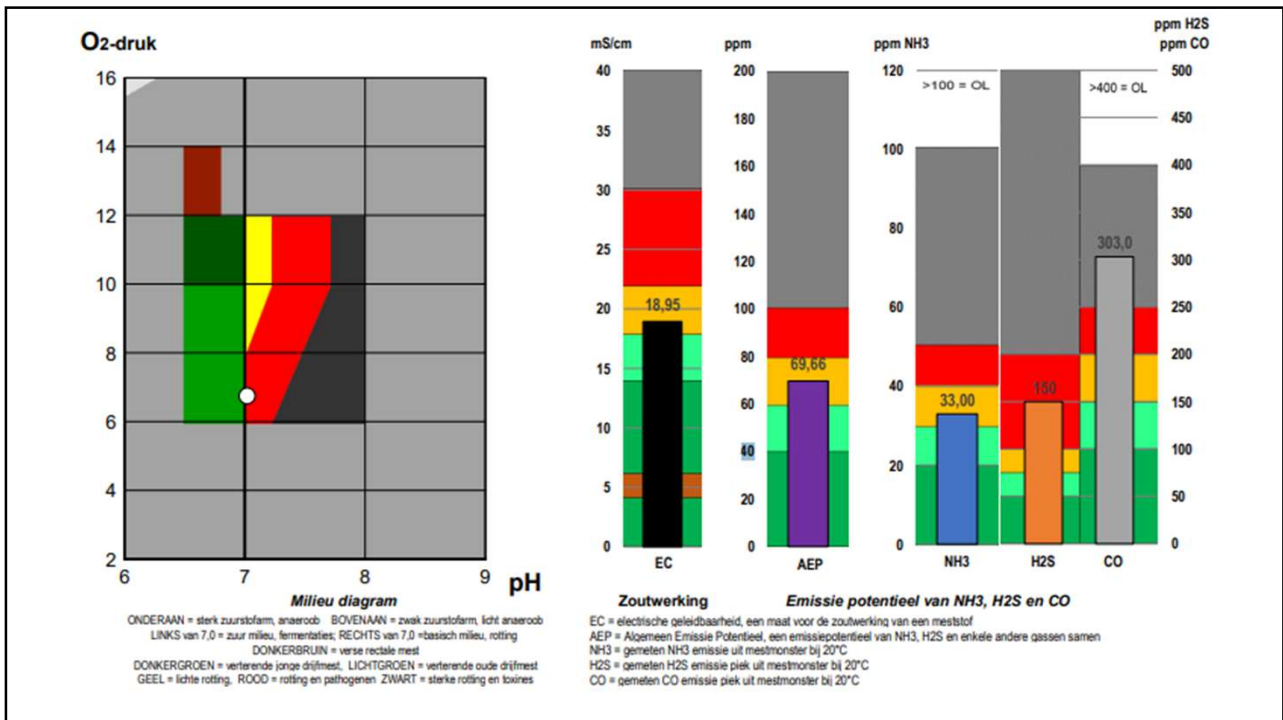 O2-druk
16
14
12
10
8
6
4
2
6 7 8 9 pH
Milieu diagram
ONDERAAN = sterk zuurstofarm, anaeroob BOVENAAN = zwak zuurstofarm, licht anaeroob
LINKS van 7,0 = zuur milieu, fermentaties; RECHTS van 7,0 =basisch milieu, rotting
DONKERBRUIN = verse rectale mest
DONKERGROEN = verterende jonge drijfmest, LICHTGROEN = verterende oude drijfmest
GEEL = lichte rotting, ROOD = rotting en pathogenen ZWART = sterke rotting en toxines
mS/cm
40
35
30
25
20
15
10
5
0
18,95
EC
Zoutwerking
ppm
200
180
160
140
120
100
80
60
40
20
0
69,66
AEP
ppm NH3
120
100
80
60
40
20
0
>100 = OL
33,00
NH3
150
H2S
>400 = OL
303,0
CO
ppm H2S
ppm CO
500
450
400
350
300
250
200
150
100
50
0
Emissie potentieel van NH3, H2S en CO
EC = electrische geleidbaarheid, een maat voor de zoutwerking van een meststof
AEP = Algemeen Emissie Potentieel, een emissiepotentieel van NH3, H2S en enkele andere gassen samen
NH3 = gemeten NH3 emissie uit mestmonster bij 20°C
H2S = gemeten H2S emissie piek uit mestmonster bij 20°C
CO = gemeten CO emissie piek uit mestmonster bij 20°C